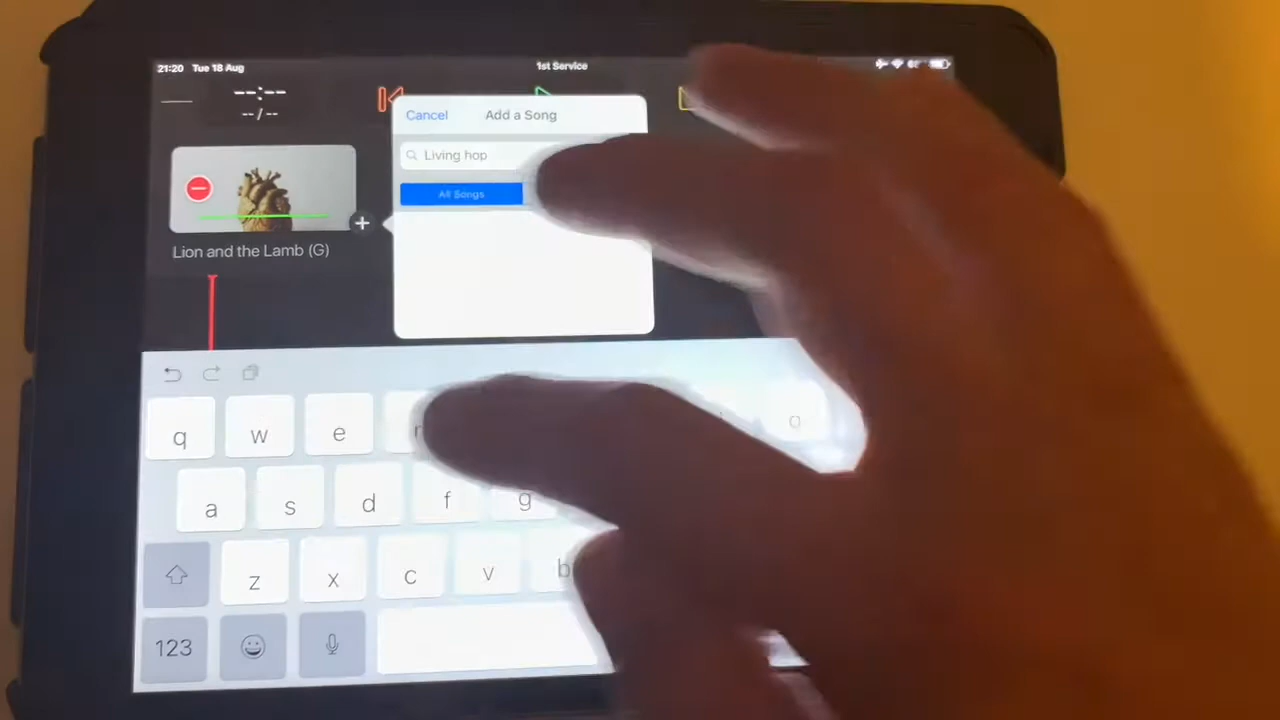 21:20 Tue 18 Aug
1st Service
--:--
--/--
Cancel
Add a Song
Living hop
All Songs
Lion and the Lamb (G)
q w e r o
a s d f g
z x c v b
123